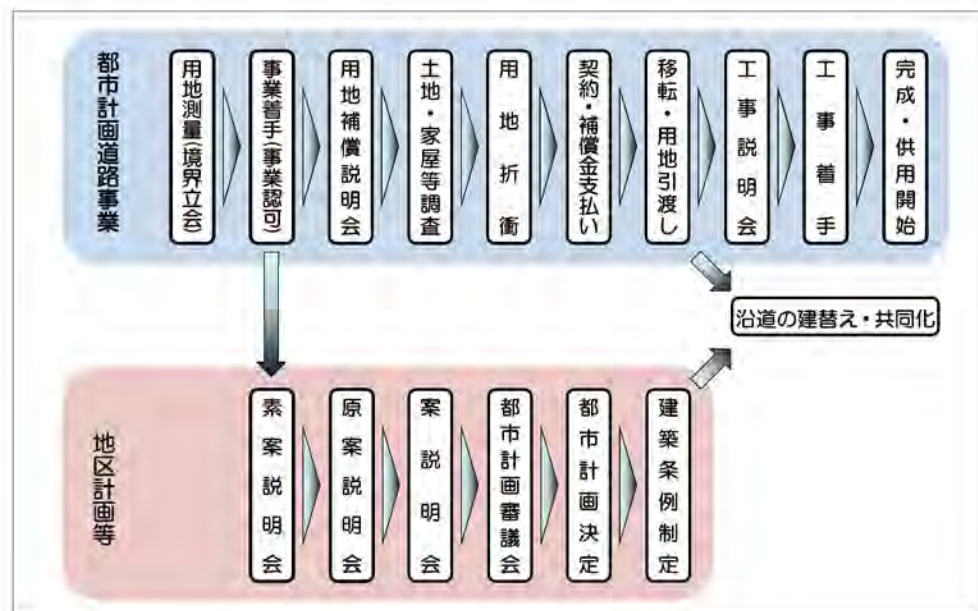 都市計画道路事業
用地測量(境界立会)
事業着手(事業認可)
用地補償説明会
土地・家屋等調査
用地折衝
契約・補償金支払い
移転・用地引渡し
工事説明会
工事着手
完成・供用開始
沿道の建替え・共同化
地区計画等
素案説明会
原案説明会
案説明会
都市計画審議会
都市計画決定
建築条例制定